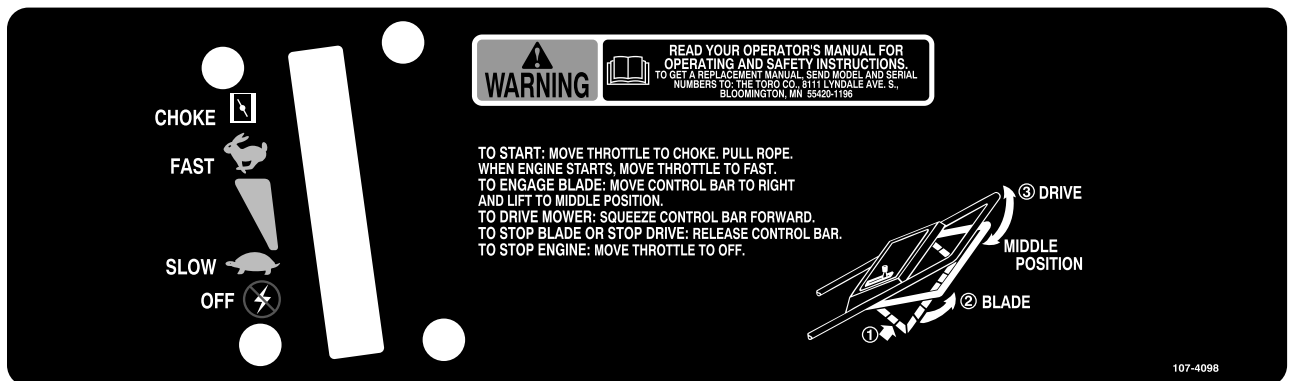 CHOKE
FAST
SLOW
OFF
WARNING
READ YOUR OPERATOR'S MANUAL FOR
OPERATING AND SAFETY INSTRUCTIONS.
TO GET A REPLACEMENT MANUAL, SEND MODEL AND SERIAL
NUMBERS TO: THE TORO CO., 8111 LYNDALE AVE. S.,
BLOOMINGTON, MN 55420-1196
TO START: MOVE THROTTLE TO CHOKE. PULL ROPE.
WHEN ENGINE STARTS, MOVE THROTTLE TO FAST.
TO ENGAGE BLADE: MOVE CONTROL BAR TO RIGHT
AND LIFT TO MIDDLE POSITION.
TO DRIVE MOWER: SQUEEZE CONTROL BAR FORWARD.
TO STOP BLADE OR STOP DRIVE: RELEASE CONTROL BAR.
TO STOP ENGINE: MOVE THROTTLE TO OFF.
③ DRIVE
MIDDLE
POSITION
② BLADE
①
107-4098